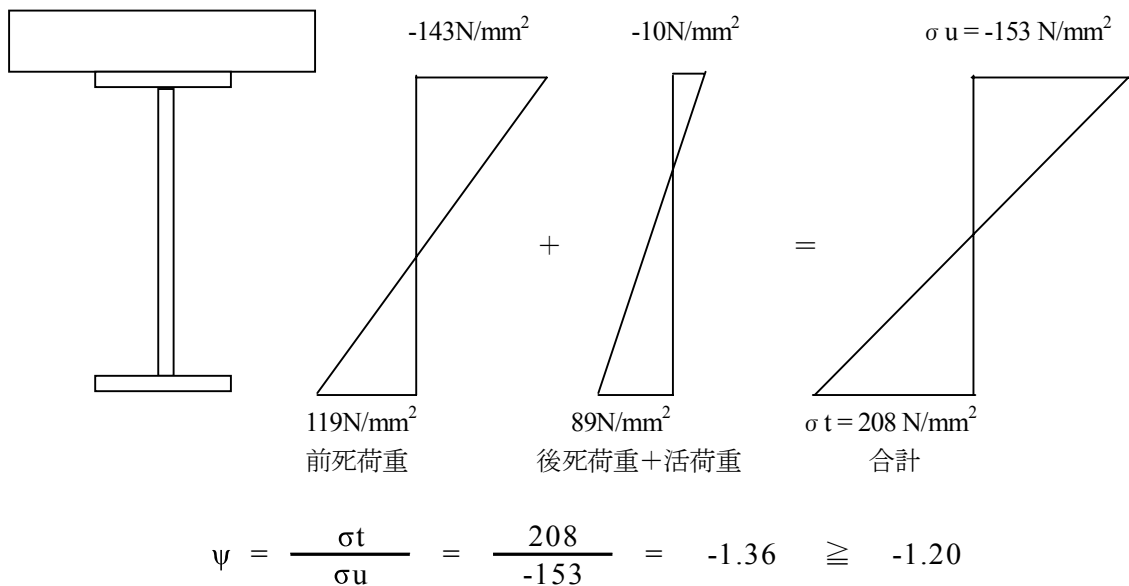 -143N/mm² -10N/mm² σu = -153 N/mm²
+ =
119N/mm² 89N/mm² σt = 208 N/mm²
前死荷重 後死荷重＋活荷重 合計
ψ = σt / σu = 208 / -153 = -1.36 ≧ -1.20